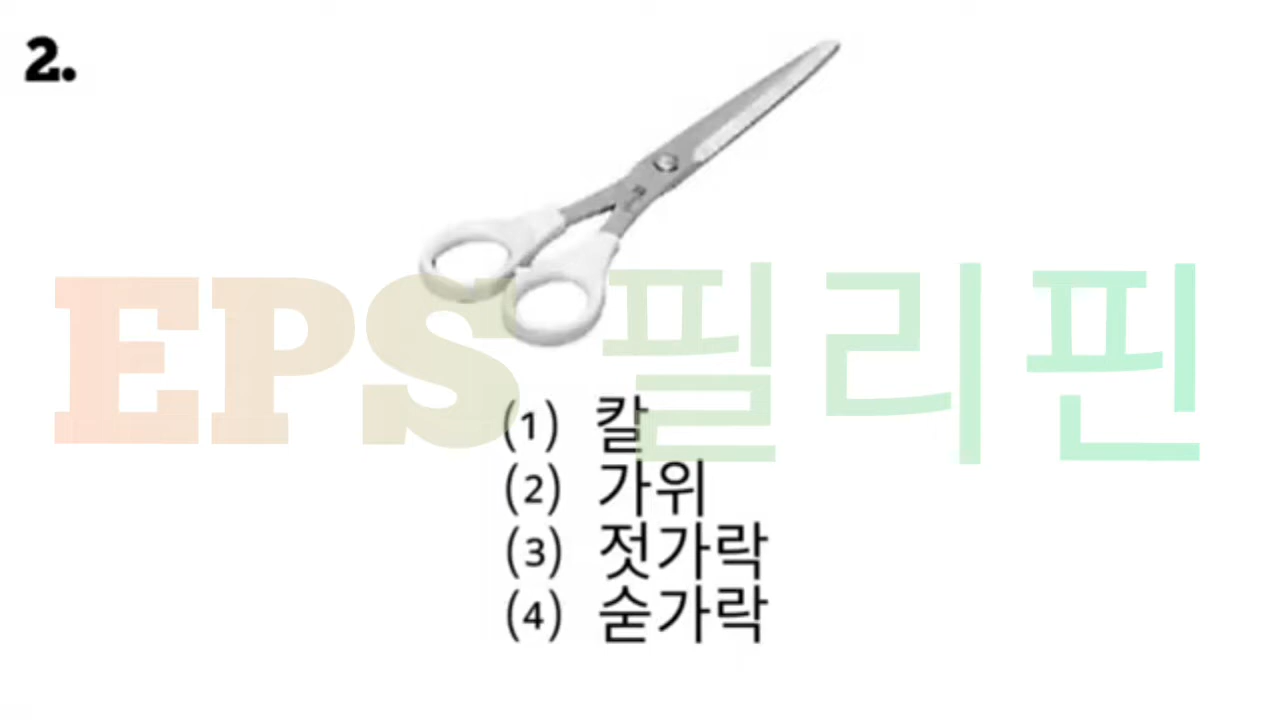 2.
EPS 필리핀
(1) 칼
(2) 가위
(3) 젓가락
(4) 숟가락